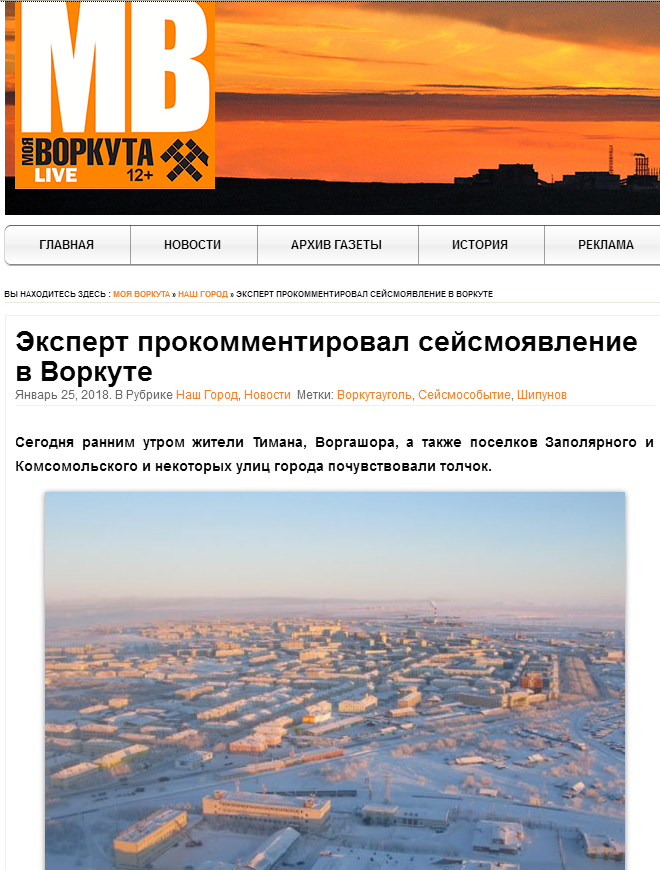 МВ
МОЯ
ВОРКУТА
LIVE 12+
ГЛАВНАЯ НОВОСТИ АРХИВ ГАЗЕТЫ ИСТОРИЯ РЕКЛАМА
ВЫ НАХОДИТЕСЬ ЗДЕСЬ : МОЯ ВОРКУТА » НАШ ГОРОД » ЭКСПЕРТ ПРОКОММЕНТИРОВАЛ СЕЙСМОЯВЛЕНИЕ В ВОРКУТЕ
Эксперт прокомментировал сейсмоявление
в Воркуте
Январь 25, 2018. В Рубрике Наш Город, Новости Метки: Воркутауголь, Сейсмособытие, Шипунов
Сегодня ранним утром жители Тимана, Воргашора, а также поселков Заполярного и
Комсомольского и некоторых улиц города почувствовали толчок.